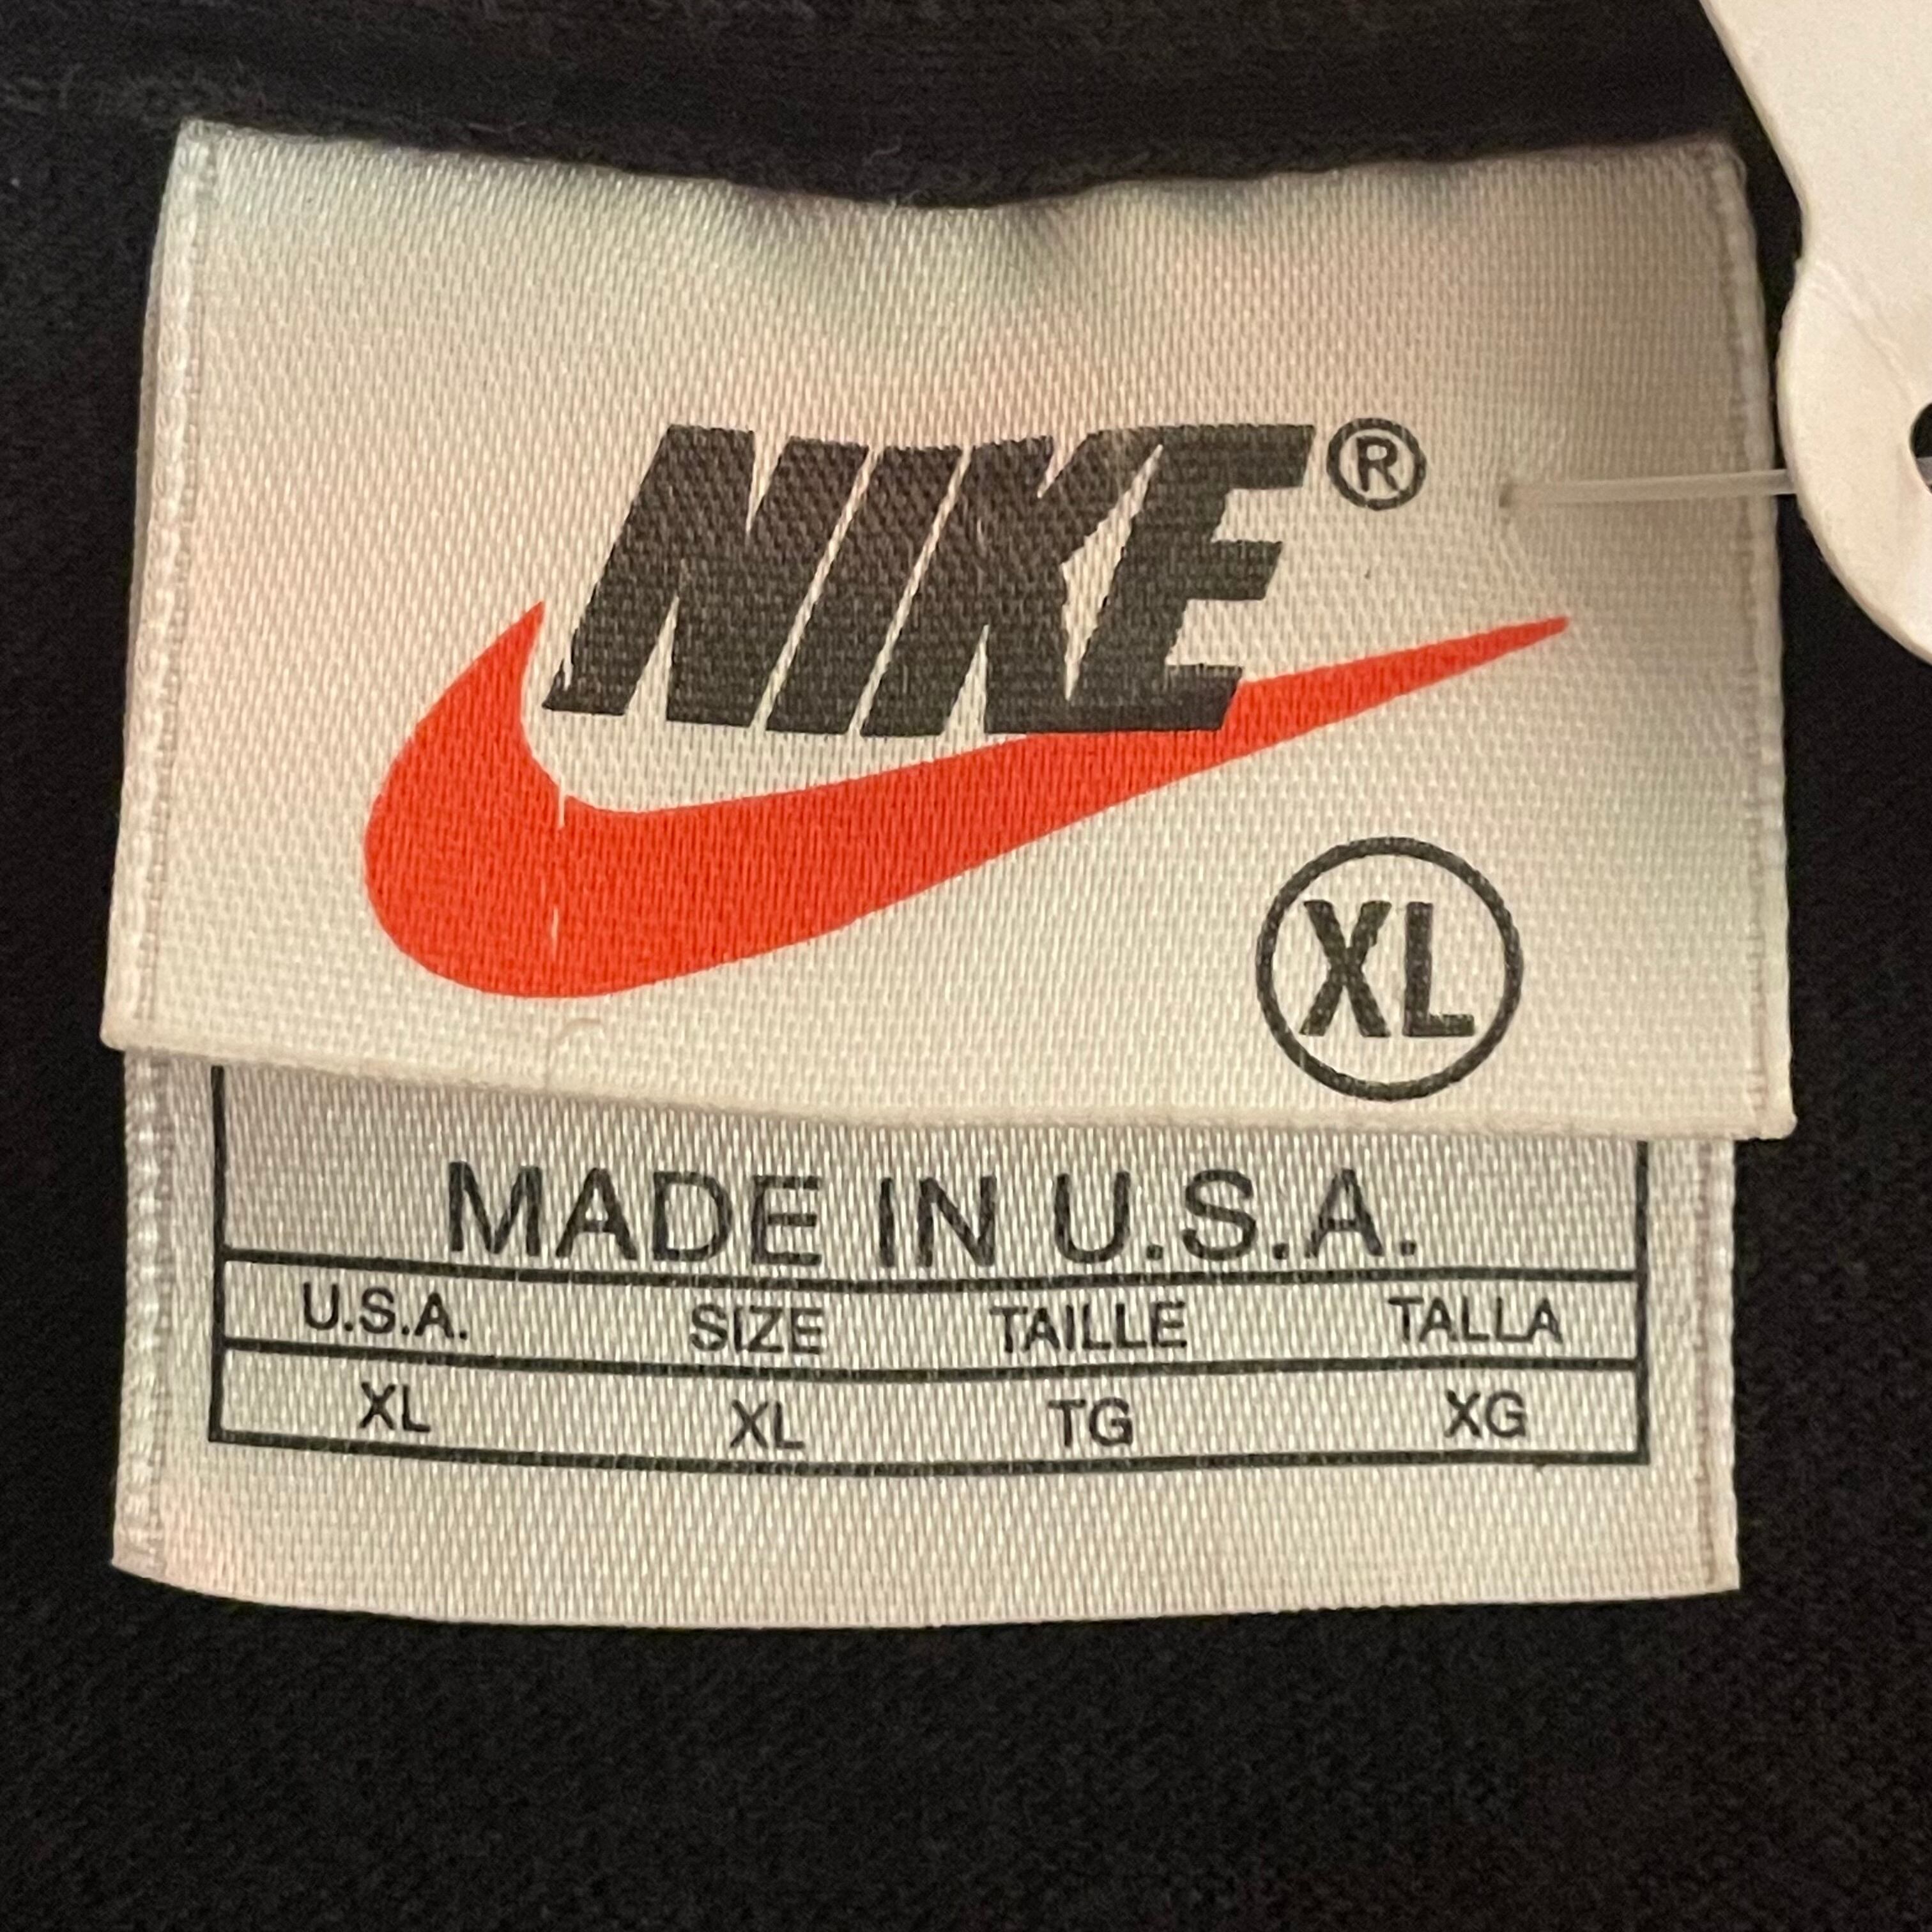 NIKE®
XL
MADE IN U.S.A.
U.S.A. SIZE TAILLE TALLA
XL XL TG XG